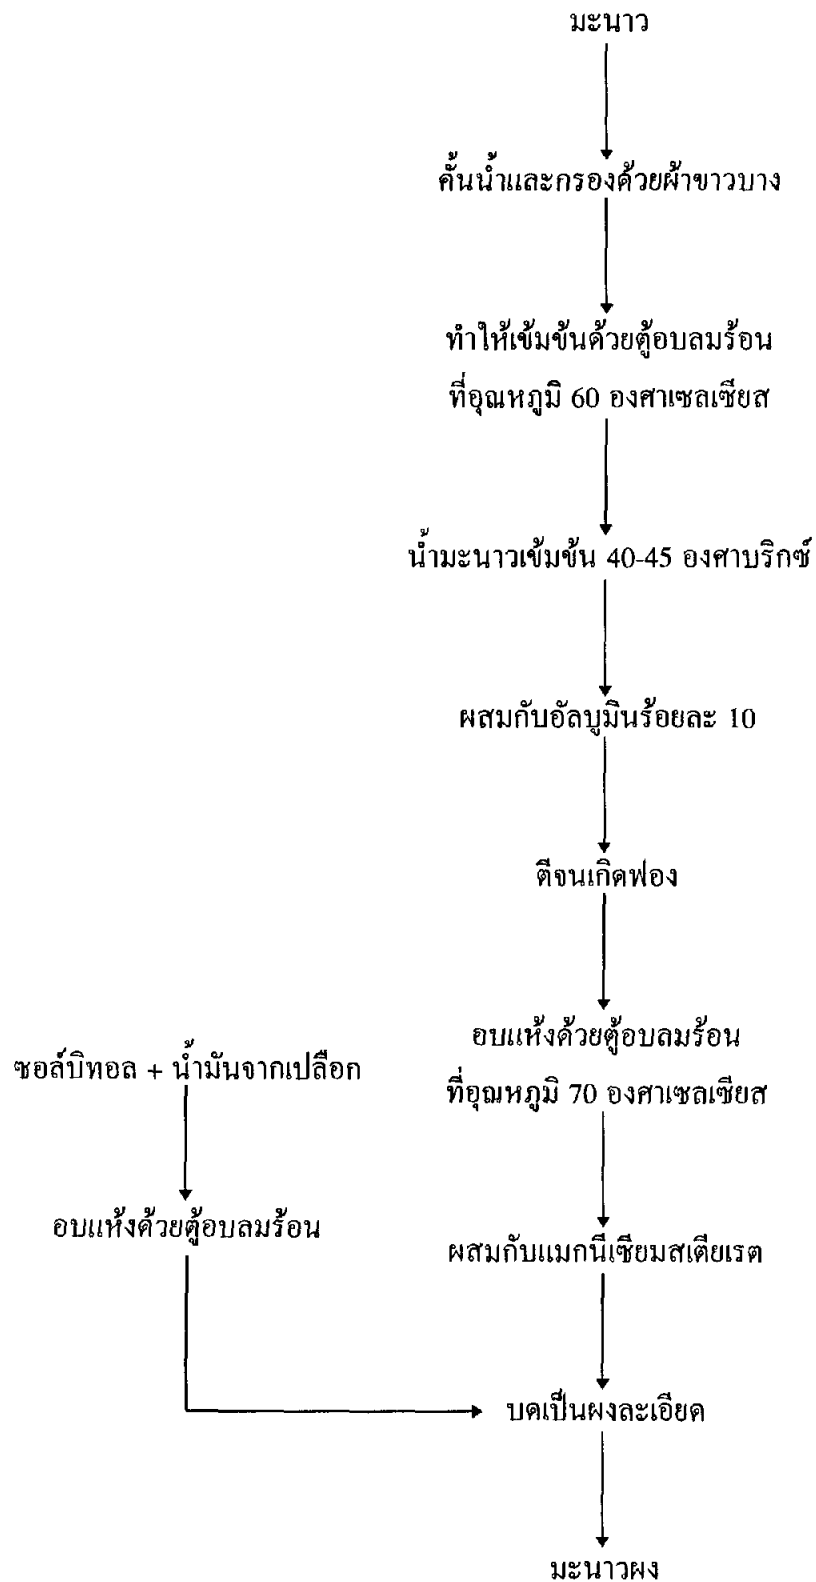 มะนาว
คั้นน้ำและกรองด้วยผ้าขาวบาง
ทำให้เข้มข้นด้วยตู้อบลมร้อน
ที่อุณหภูมิ 60 องศาเซลเซียส
น้ำมะนาวเข้มข้น 40-45 องศาบริกซ์
ผสมกับอัลบูมินร้อยละ 10
ตีจนเกิดฟอง
อบแห้งด้วยตู้อบลมร้อน
ที่อุณหภูมิ 70 องศาเซลเซียส
ซอล์บิทอล + น้ำมันจากเปลือก
อบแห้งด้วยตู้อบลมร้อน
ผสมกับแมกนีเซียมสเตียเรต
บดเป็นผงละเอียด
มะนาวผง